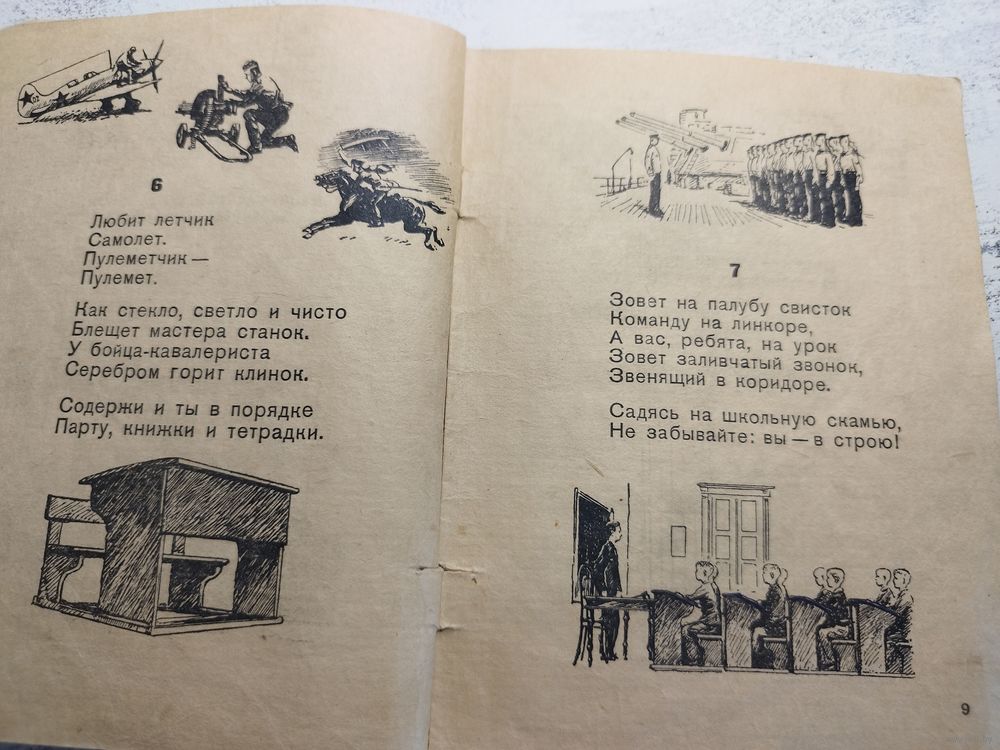 6
Любит летчик
Самолет.
Пулеметчик —
Пулемет.
Как стекло, светло и чисто
Блещет мастера станок.
У бойца-кавалериста
Серебром горит клинок.
Содержи и ты в порядке
Парту, книжки и тетрадки.
7
Зовет на палубу свисток
Команду на линкоре,
А вас, ребята, на урок
Зовет заливчатый звонок,
Звенящий в коридоре.
Садясь на школьную скамью,
Не забывайте: вы — в строю!
9